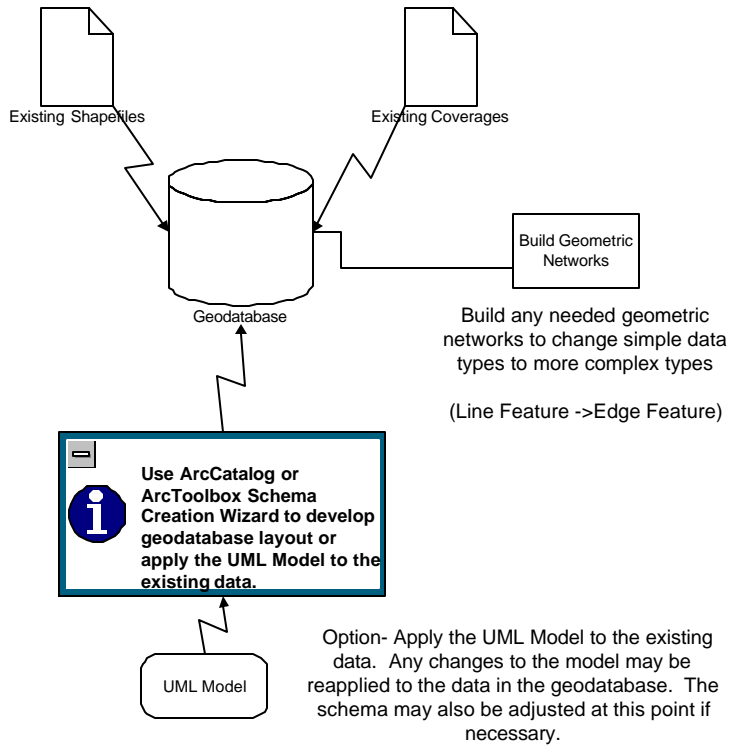 Existing Shapefiles
Existing Coverages
Geodatabase
Build Geometric
Networks
Build any needed geometric
networks to change simple data
types to more complex types
(Line Feature ->Edge Feature)
Use ArcCatalog or
ArcToolbox Schema
Creation Wizard to develop
geodatabase layout or
apply the UML Model to the
existing data.
UML Model
Option- Apply the UML Model to the existing
data.  Any changes to the model may be
reapplied to the data in the geodatabase.  The
schema may also be adjusted at this point if
necessary.